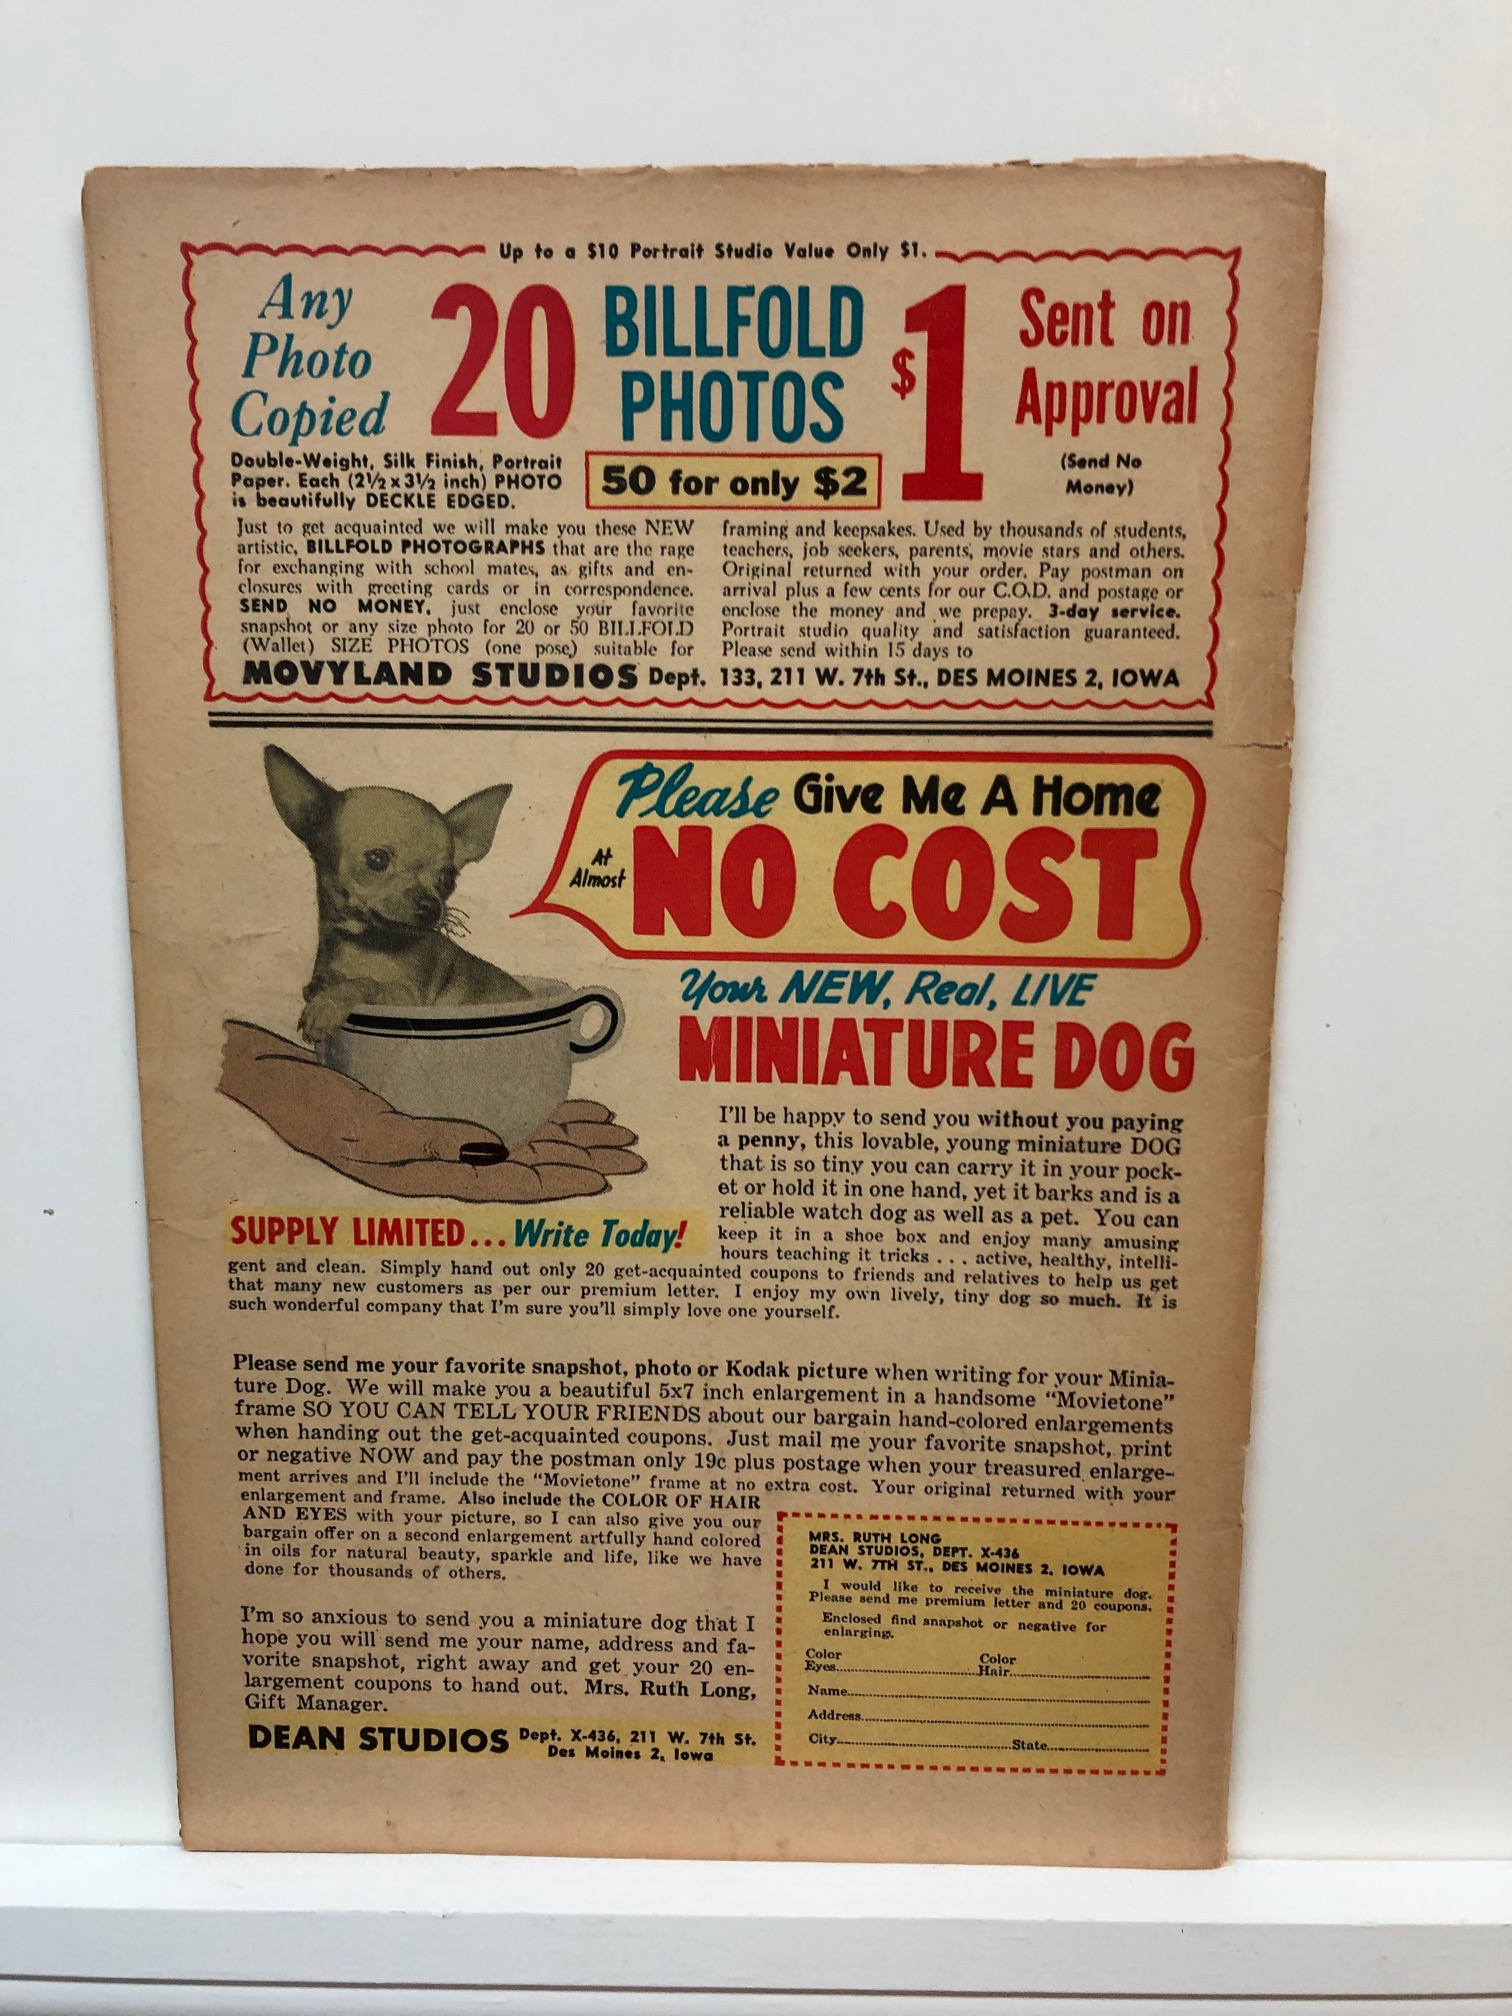 Up to a $10 Portrait Studio Value Only $1.
Any
Photo
Copied
20
BILLFOLD
PHOTOS
$1
Sent on
Approval
(Send No
Money)
Double-Weight, Silk Finish, Portrait
Paper. Each (2½ x 3½ inch) PHOTO
is beautifully DECKLE EDGED.
50 for only $2
Just to get acquainted we will make you these NEW
artistic, BILLFOLD PHOTOGRAPHS that are the rage
for exchanging with school mates, as gifts and en-
closures with greeting cards or in correspondence.
SEND NO MONEY, just enclose your favorite
snapshot or any size photo for 20 or 50 BILLFOLD
(Wallet) SIZE PHOTOS (one pose) suitable for
framing and keepsakes. Used by thousands of students,
teachers, job seekers, parents, movie stars and others.
Original returned with your order. Pay postman on
arrival plus a few cents for our C.O.D. and postage or
enclose the money and we prepay. 3-day service.
Portrait studio quality and satisfaction guaranteed.
Please send within 15 days to
MOVYLAND STUDIOS Dept. 133, 211 W. 7th St., DES MOINES 2, IOWA
Please Give Me A Home
At
Almost
NO COST
Your NEW, Real, LIVE
MINIATURE DOG
SUPPLY LIMITED... Write Today!
I'll be happy to send you without you paying
a penny, this lovable, young miniature DOG
that is so tiny you can carry it in your pock-
et or hold it in one hand, yet it barks and is a
reliable watch dog as well as a pet. You can
keep it in a shoe box and enjoy many amusing
hours teaching it tricks . . . active, healthy, intelli-
gent and clean. Simply hand out only 20 get-acquainted coupons to friends and relatives to help us get
that many new customers as per our premium letter. I enjoy my own lively, tiny dog so much. It is
such wonderful company that I'm sure you'll simply love one yourself.
Please send me your favorite snapshot, photo or Kodak picture when writing for your Minia-
ture Dog. We will make you a beautiful 5x7 inch enlargement in a handsome "Movietone"
frame SO YOU CAN TELL YOUR FRIENDS about our bargain hand-colored enlargements
when handing out the get-acquainted coupons. Just mail me your favorite snapshot, print
or negative NOW and pay the postman only 19c plus postage when your treasured enlarge-
ment arrives and I'll include the "Movietone" frame at no extra cost. Your original returned with your
enlargement and frame. Also include the COLOR OF HAIR
AND EYES with your picture, so I can also give you our
bargain offer on a second enlargement artfully hand colored
in oils for natural beauty, sparkle and life, like we have
done for thousands of others.
I'm so anxious to send you a miniature dog that I
hope you will send me your name, address and fa-
vorite snapshot, right away and get your 20 en-
largement coupons to hand out. Mrs. Ruth Long,
Gift Manager.
DEAN STUDIOS Dept. X-436, 211 W. 7th St.
Des Moines 2, Iowa
MRS. RUTH LONG
DEAN STUDIOS, DEPT. X-436
211 W. 7TH ST., DES MOINES 2, IOWA
I would like to receive the miniature dog.
Please send me premium letter and 20 coupons.
Enclosed find snapshot or negative for
enlarging.
Color Color
Eyes Hair
Name
Address
City State